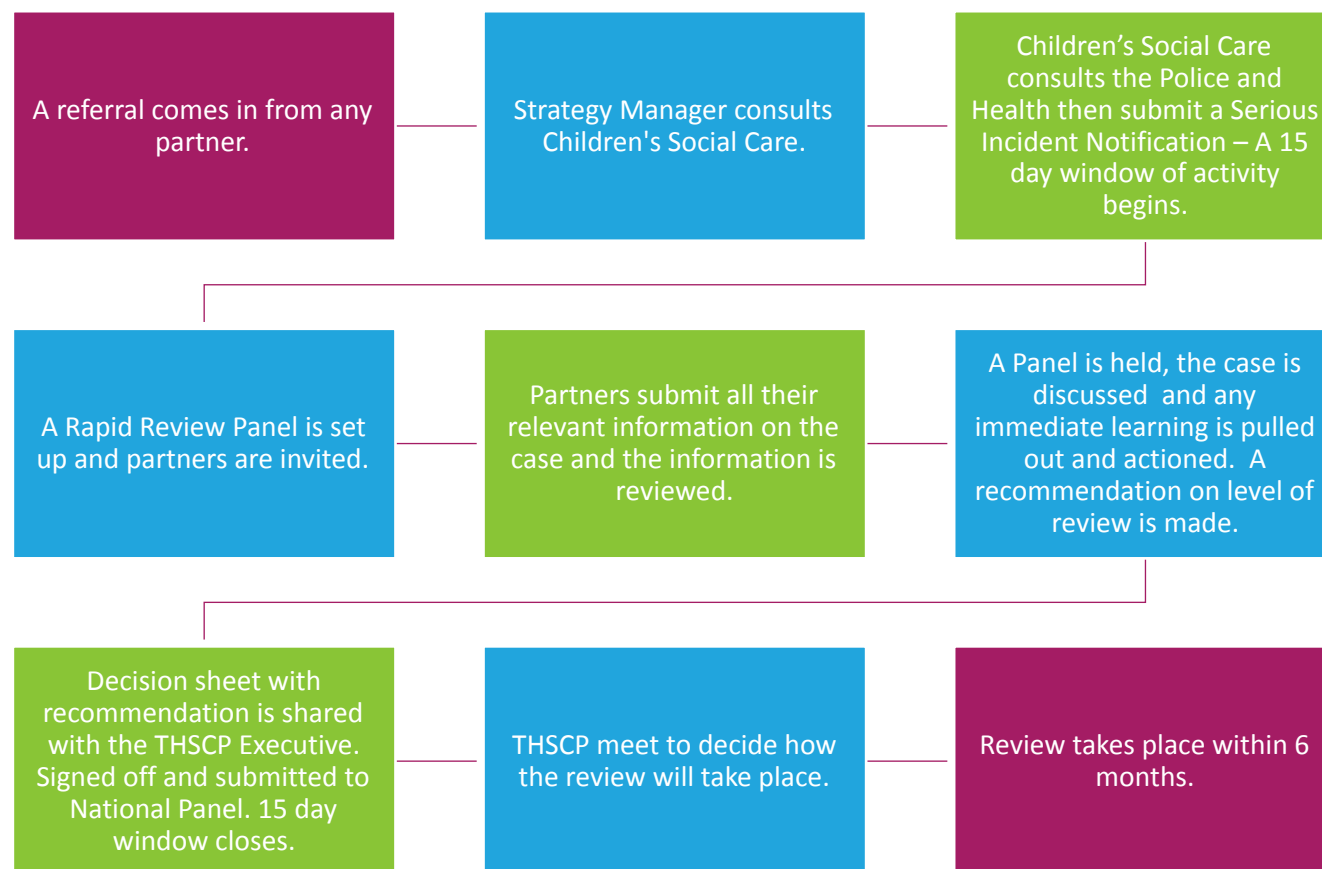 A referral comes in from any
partner.
Strategy Manager consults
Children's Social Care.
Children’s Social Care
consults the Police and
Health then submit a Serious
Incident Notification – A 15
day window of activity
begins.
A Rapid Review Panel is set
up and partners are invited.
Partners submit all their
relevant information on the
case and the information is
reviewed.
A Panel is held, the case is
discussed  and any
immediate learning is pulled
out and actioned.  A
recommendation on level of
review is made.
Decision sheet with
recommendation is shared
with the THSCP Executive.
Signed off and submitted to
National Panel. 15 day
window closes.
THSCP meet to decide how
the review will take place.
Review takes place within 6
months.